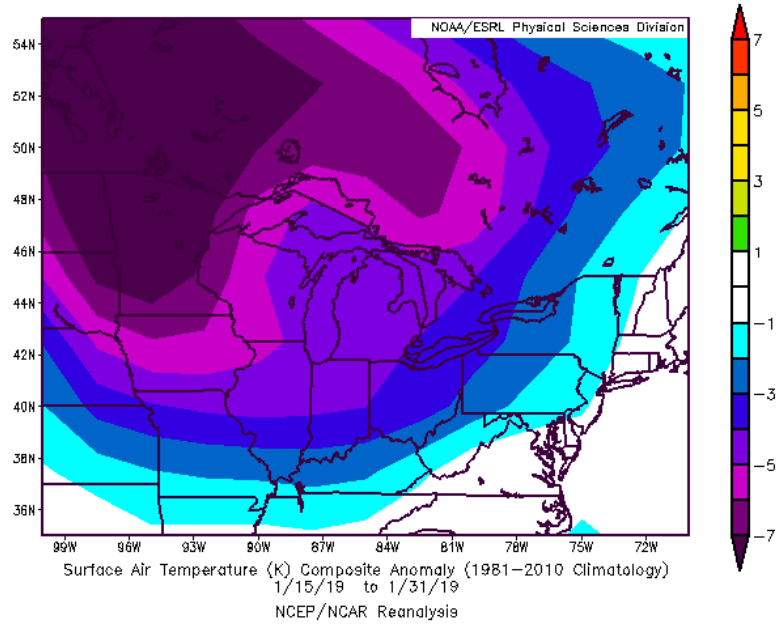 NOAA/ESRL Physical Sciences Division
54N
52N
50N
48N
46N
44N
42N
40N
38N
36N
99W 96W 93W 90W 87W 84W 81W 78W 75W 72W
7
5
3
1
−1
−3
−5
−7
Surface Air Temperature (K) Composite Anomaly (1981−2010 Climatology)
1/15/19 to 1/31/19
NCEP/NCAR Reanalysis